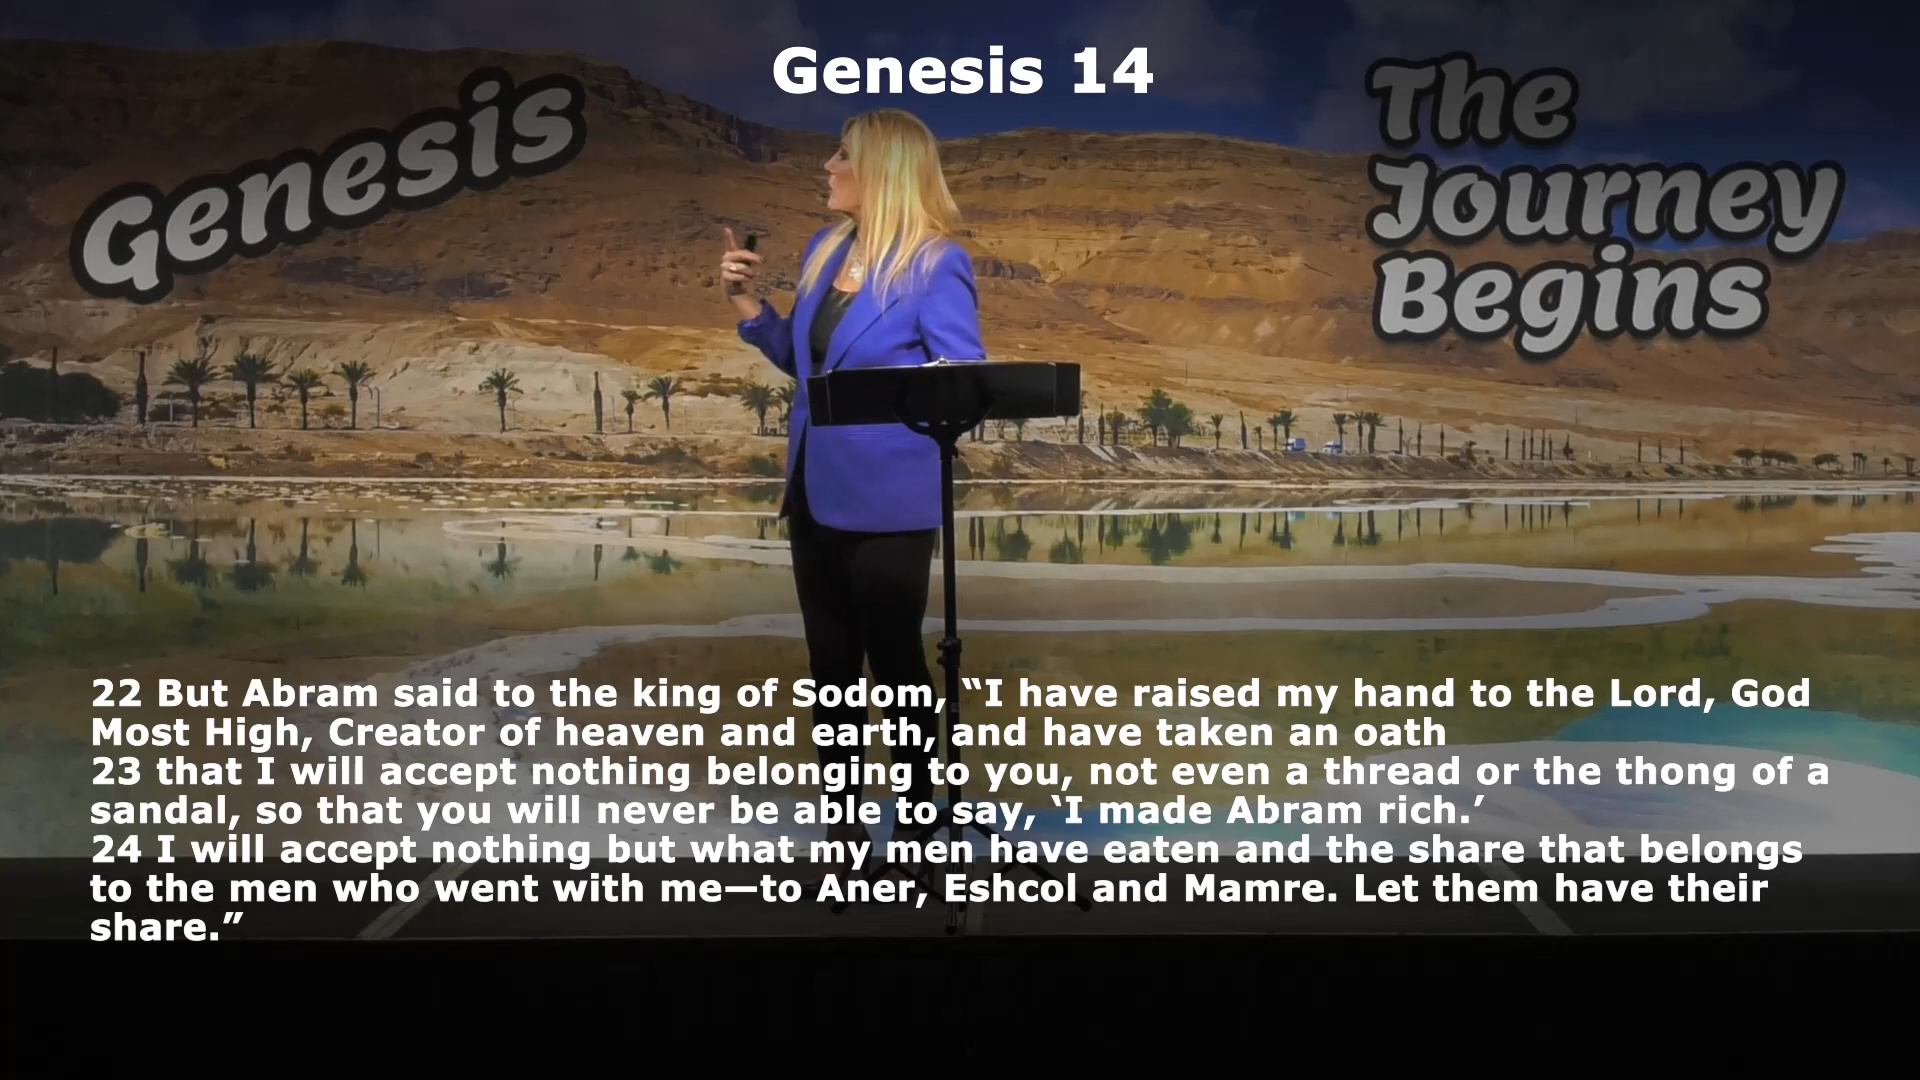 Genesis 14
Genesis
The
Journey
Begins
22 But Abram said to the king of Sodom, “I have raised my hand to the Lord, God
Most High, Creator of heaven and earth, and have taken an oath
23 that I will accept nothing belonging to you, not even a thread or the thong of a
sandal, so that you will never be able to say, ‘I made Abram rich.’
24 I will accept nothing but what my men have eaten and the share that belongs
to the men who went with me—to Aner, Eshcol and Mamre. Let them have their
share.”